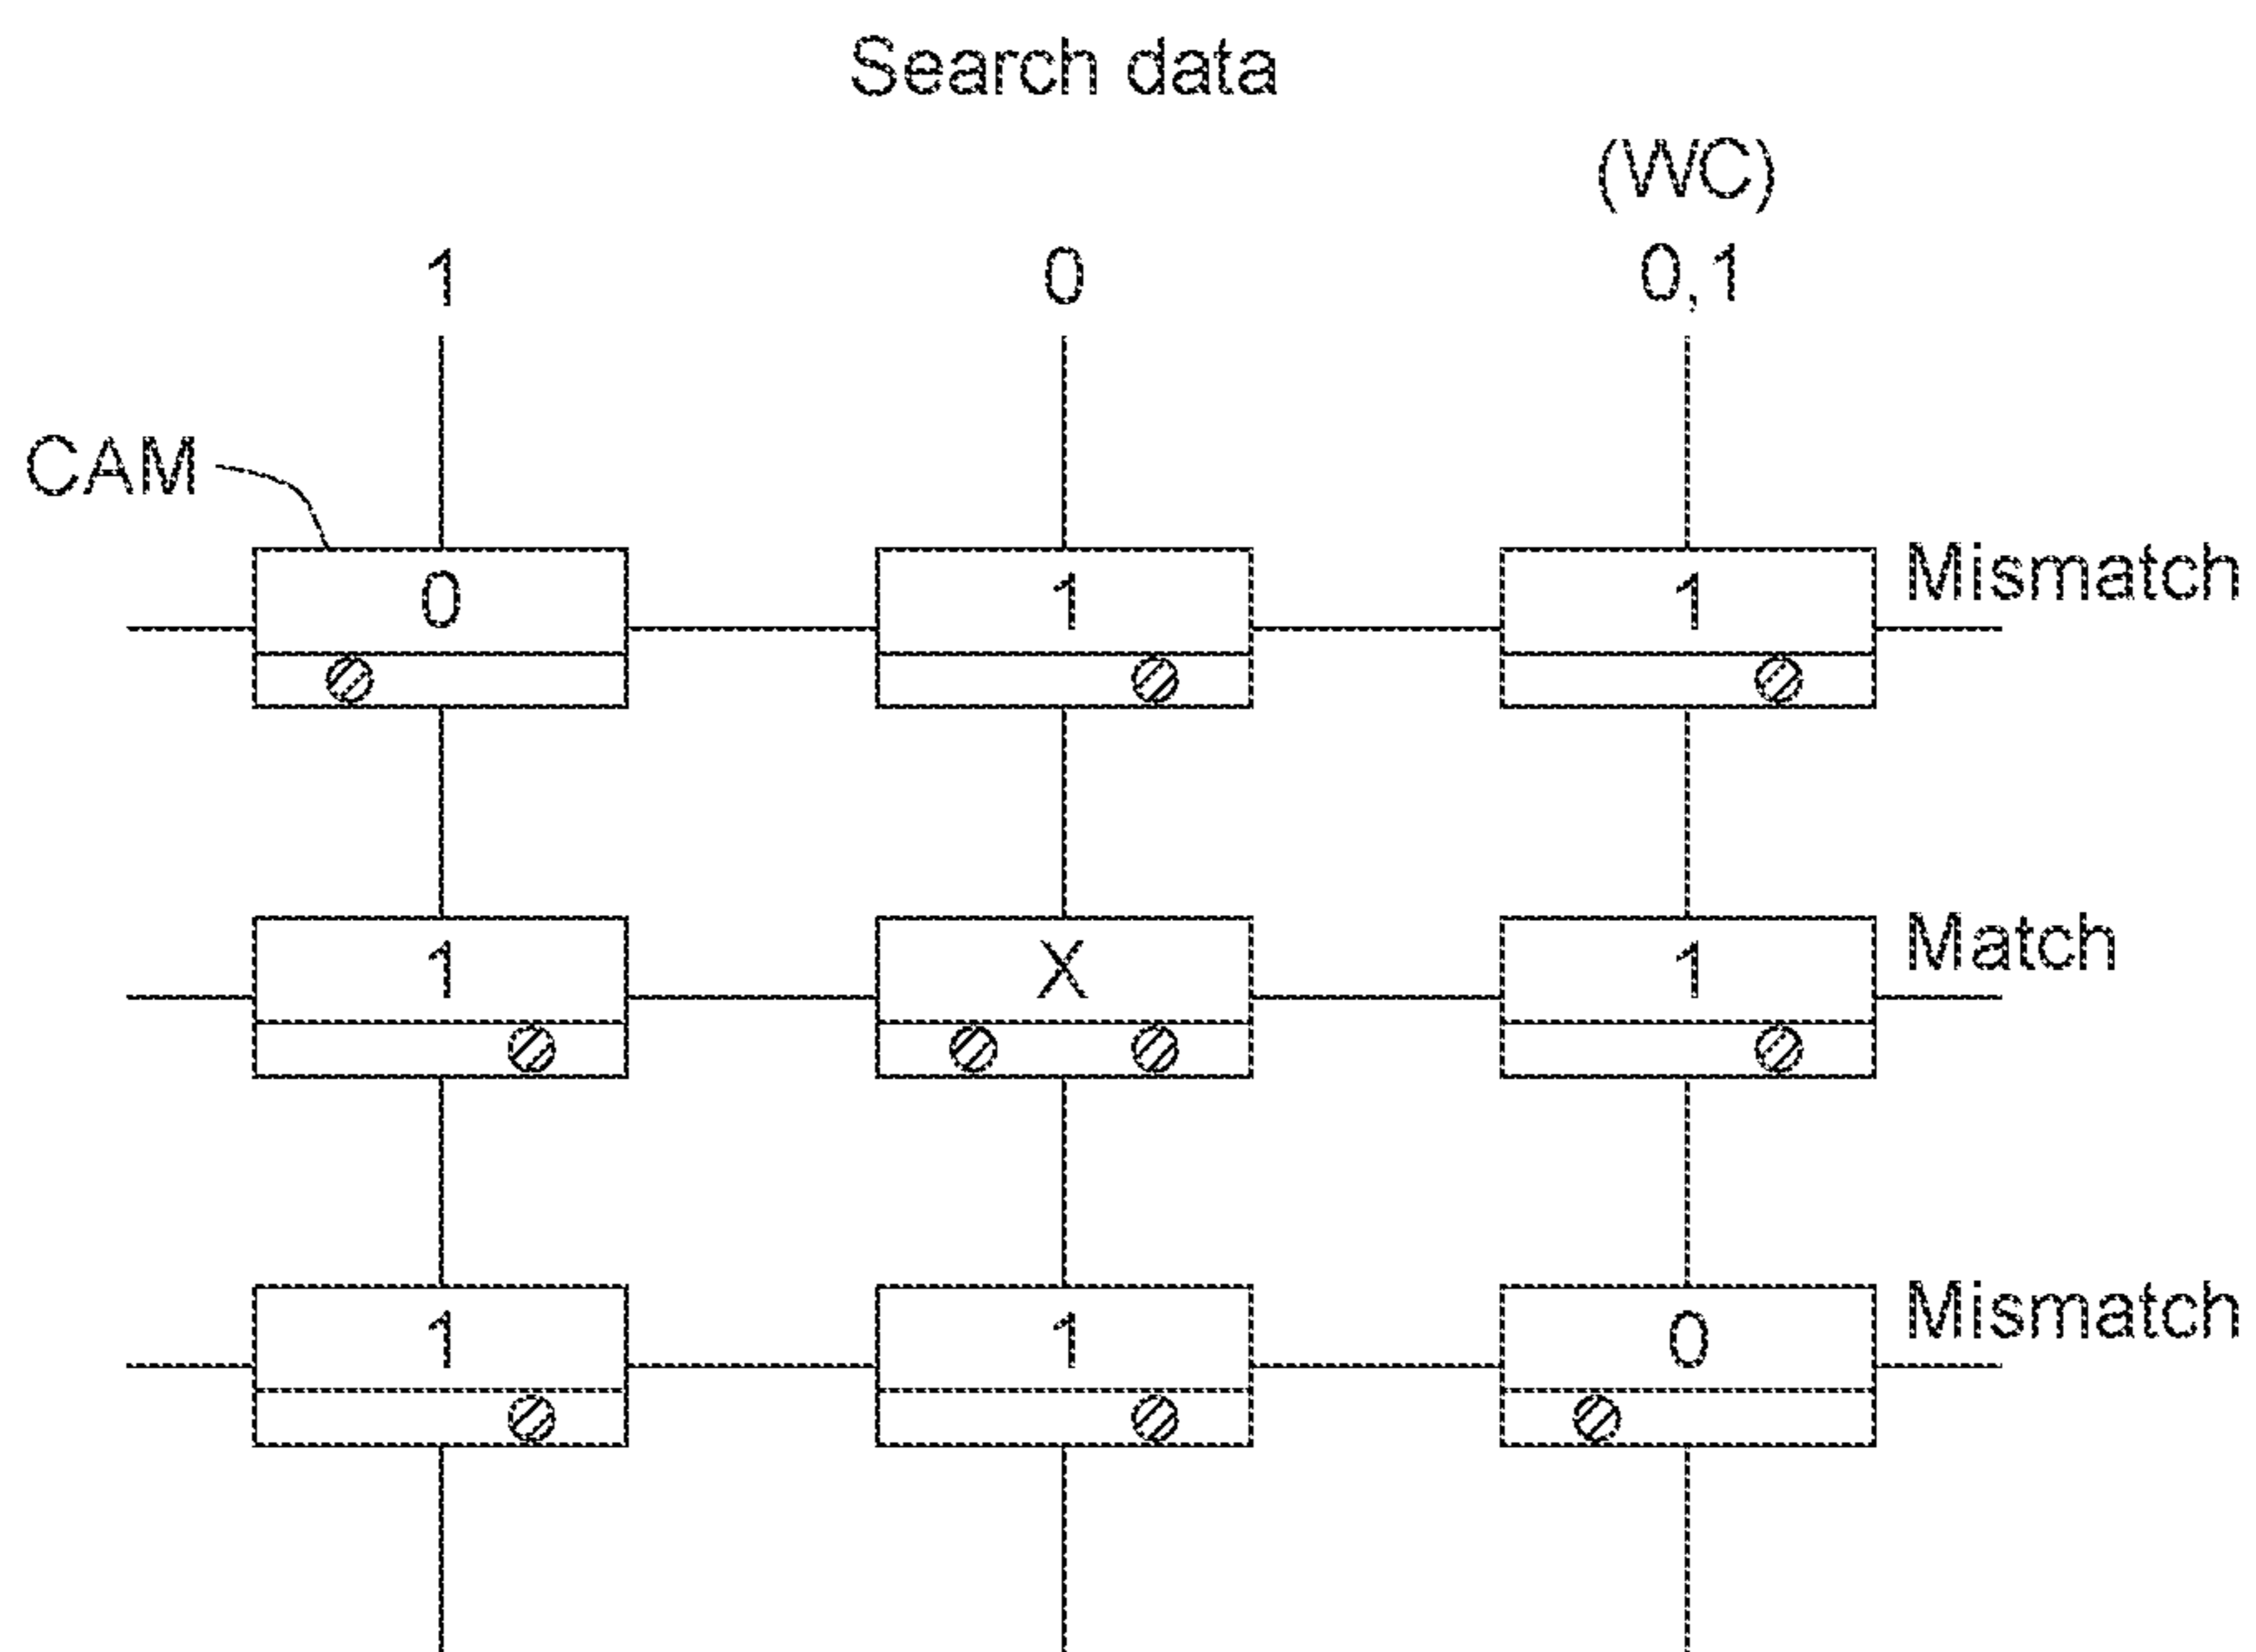 Search data
(WC)
1 0 0,1
CAM
0 1 1 Mismatch
1 X 1 Match
1 1 0 Mismatch